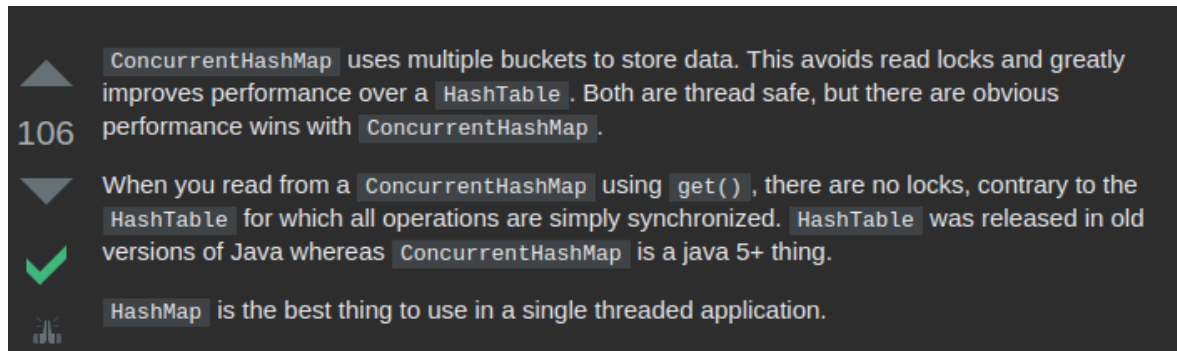 ConcurrentHashMap uses multiple buckets to store data. This avoids read locks and greatly
improves performance over a HashTable. Both are thread safe, but there are obvious
106
performance wins with ConcurrentHashMap.
When you read from a ConcurrentHashMap using get(), there are no locks, contrary to the
HashTable for which all operations are simply synchronized. HashTable was released in old
versions of Java whereas ConcurrentHashMap is a java 5+ thing.
HashMap is the best thing to use in a single threaded application.